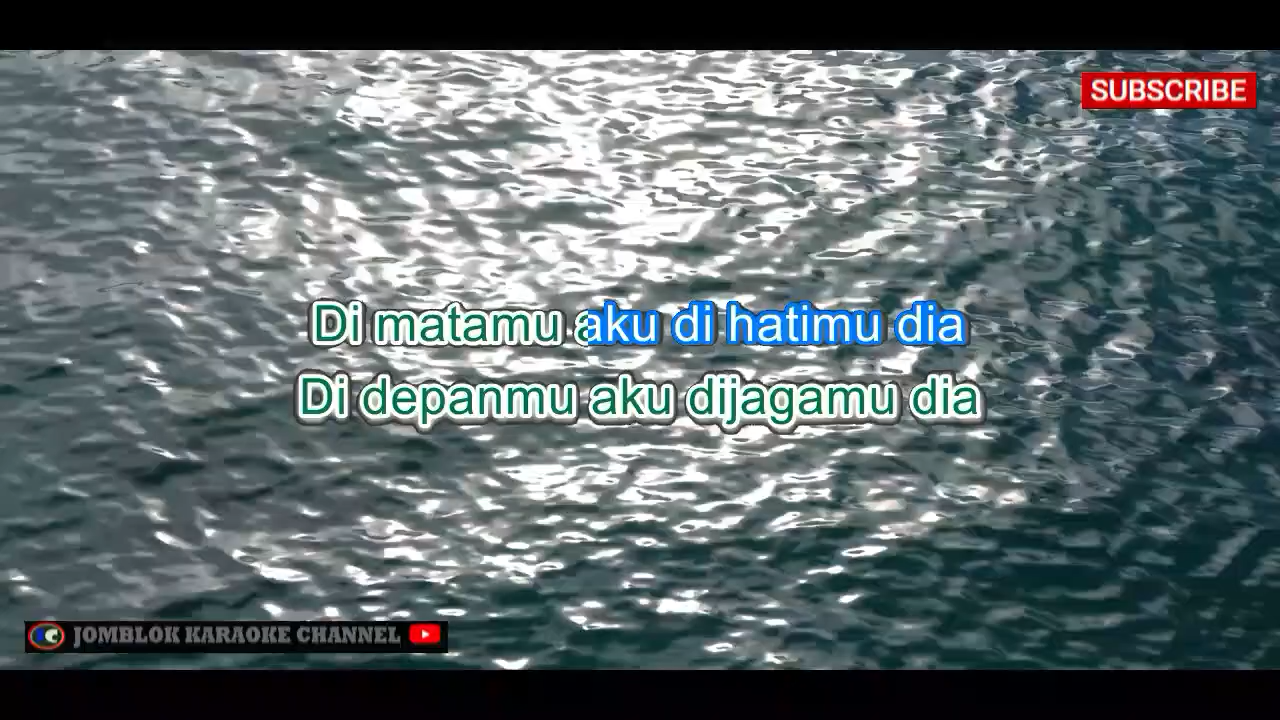 SUBSCRIBE
Di matamu aku di hatimu dia
Di depanmu aku dijagamu dia
JOMBLOK KARAOKE CHANNEL